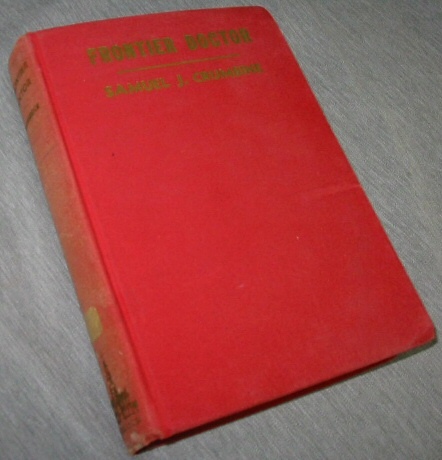 FRONTIER DOCTOR
SAMUEL J. CRUMBINE